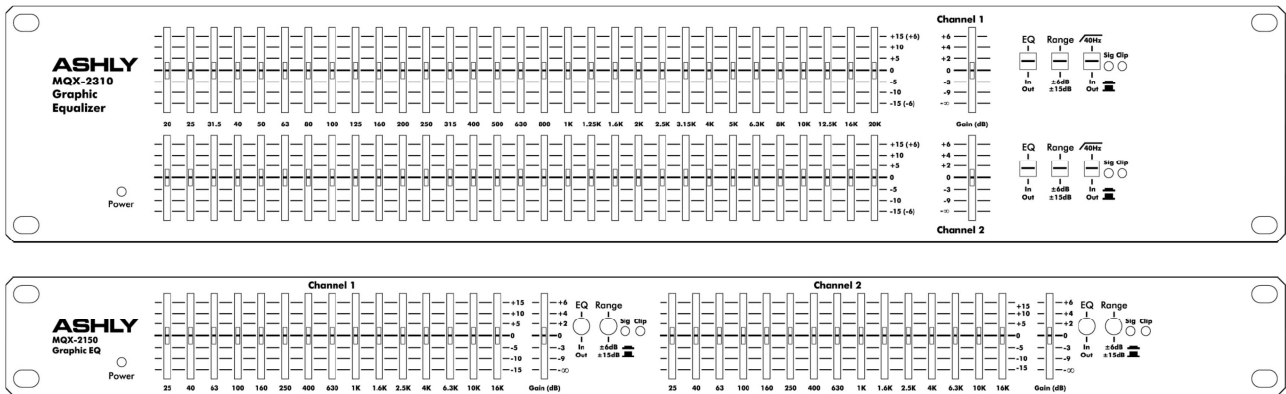 Channel 1
ASHLY
MQX-2310
Graphic
Equalizer
Power
+15 (+6)
+10
+5
0
-5
-10
-15 (-6)
+6
+4
+2
0
-3
-9
-∞
EQ Range 40Hz
Sig Clip
In ±6dB In
Out ±15dB Out
20 25 31.5 40 50 63 80 100 125 160 200 250 315 400 500 630 800 1K 1.25K 1.6K 2K 2.5K 3.15K 4K 5K 6.3K 8K 10K 12.5K 16K 20K Gain (dB)
+15 (+6)
+10
+5
0
-5
-10
-15 (-6)
+6
+4
+2
0
-3
-9
-∞
EQ Range 40Hz
Sig Clip
In ±6dB In
Out ±15dB Out
Channel 2
ASHLY
MQX-2150
Graphic EQ
Power
Channel 1
+15
+10
+5
0
-5
-10
-15
+6
+4
+2
0
-3
-9
-∞
EQ Range
Sig Clip
In ±6dB
Out ±15dB
25 40 63 100 160 250 400 630 1K 1.6K 2.5K 4K 6.3K 10K 16K Gain (dB)
Channel 2
+15
+10
+5
0
-5
-10
-15
+6
+4
+2
0
-3
-9
-∞
EQ Range
Sig Clip
In ±6dB
Out ±15dB
25 40 63 100 160 250 400 630 1K 1.6K 2.5K 4K 6.3K 10K 16K Gain (dB)